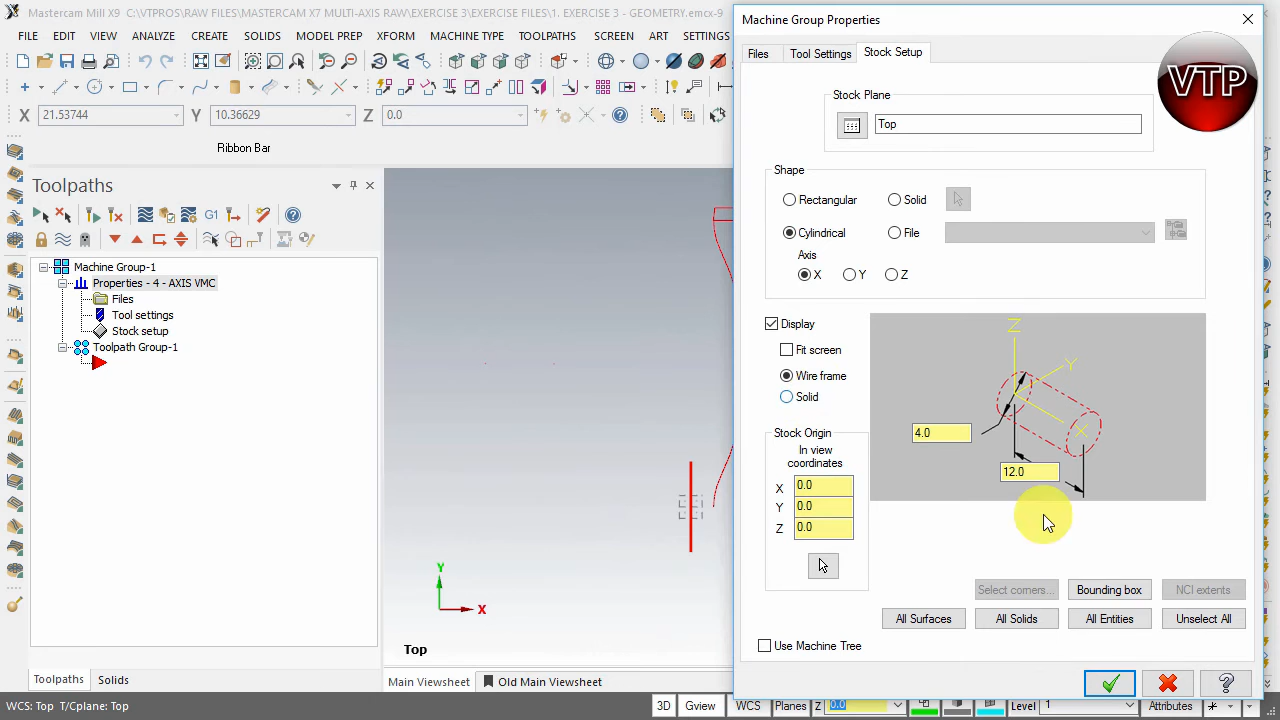 C:\VTPROS\RAW FILES\MASTERCAM X7 MULTI-AX9 RAW\EXERCISE 3\EXERCISE FILES\1. EXERCISE 3 - GEOMETRY.emcx-9
FILE EDIT VIEW ANALYZE CREATE SOLIDS MODEL PREP XFORM MACHINE TYPE TOOLPATHS SCREEN ART SETTINGS
X 21.53744 Y 10.36629 Z 0.0
Ribbon Bar
Toolpaths
G1
Machine Group-1
Properties - 4 - AXIS VMC
Files
Tool settings
Stock setup
Toolpath Group-1
Y
X
Top
Toolpaths Solids
Main Viewsheet Old Main Viewsheet
WCS: Top T/Cplane: Top
3D Gview WCS Planes Z 0.0 Level 1 Attributes
Machine Group Properties
Files Tool Settings Stock Setup
VTP
Stock Plane
Top
Shape
Rectangular Solid
Cylindrical File
Axis
X Y Z
Display
Fit screen
Wire frame
Solid
Z
Y
X
4.0
12.0
Stock Origin
In view
coordinates
X 0.0
Y 0.0
Z 0.0
Select corners... Bounding box NCI extents
All Surfaces All Solids All Entities Unselect All
Use Machine Tree